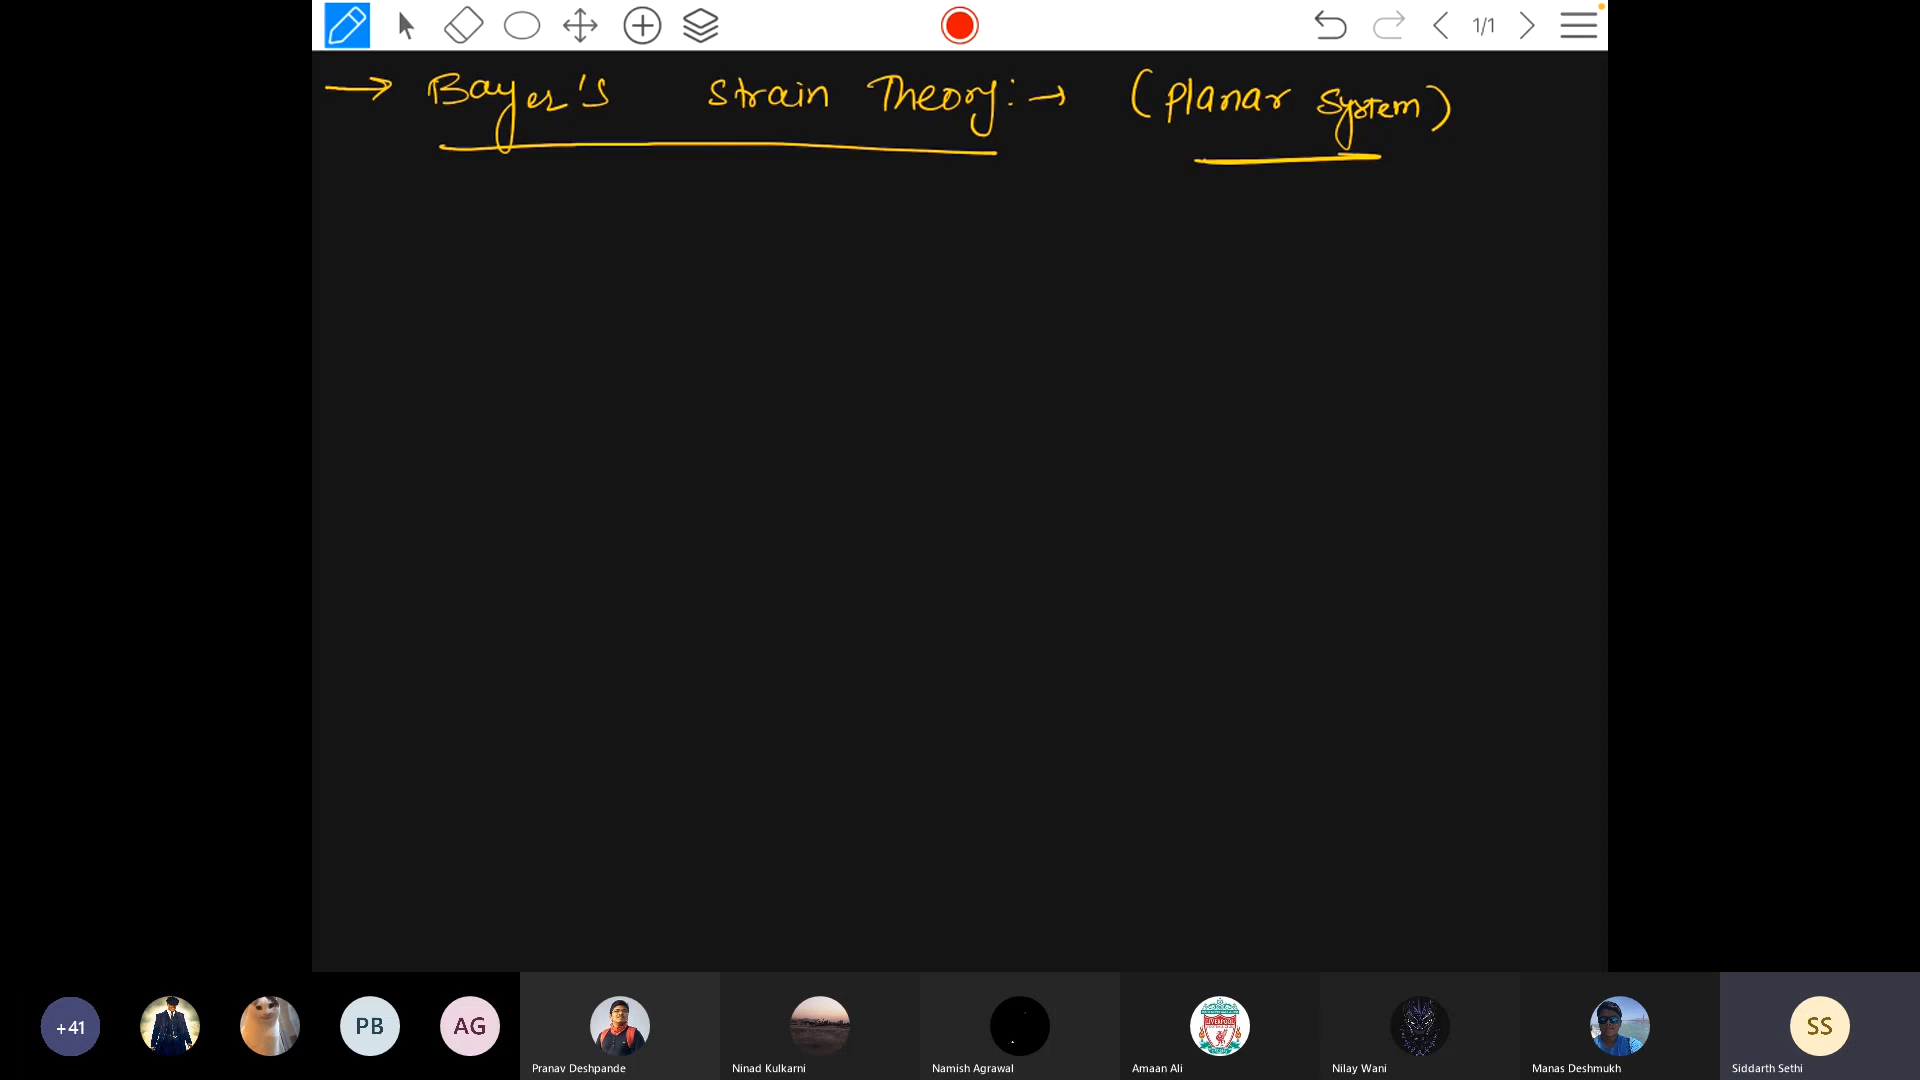 1/1
→ Bayer's strain Theory :→ (planar system)
+41 PB AG SS
Pranav Deshpande Ninad Kulkarni Namish Agrawal Amaan Ali Nilay Wani Manas Deshmukh Siddarth Sethi